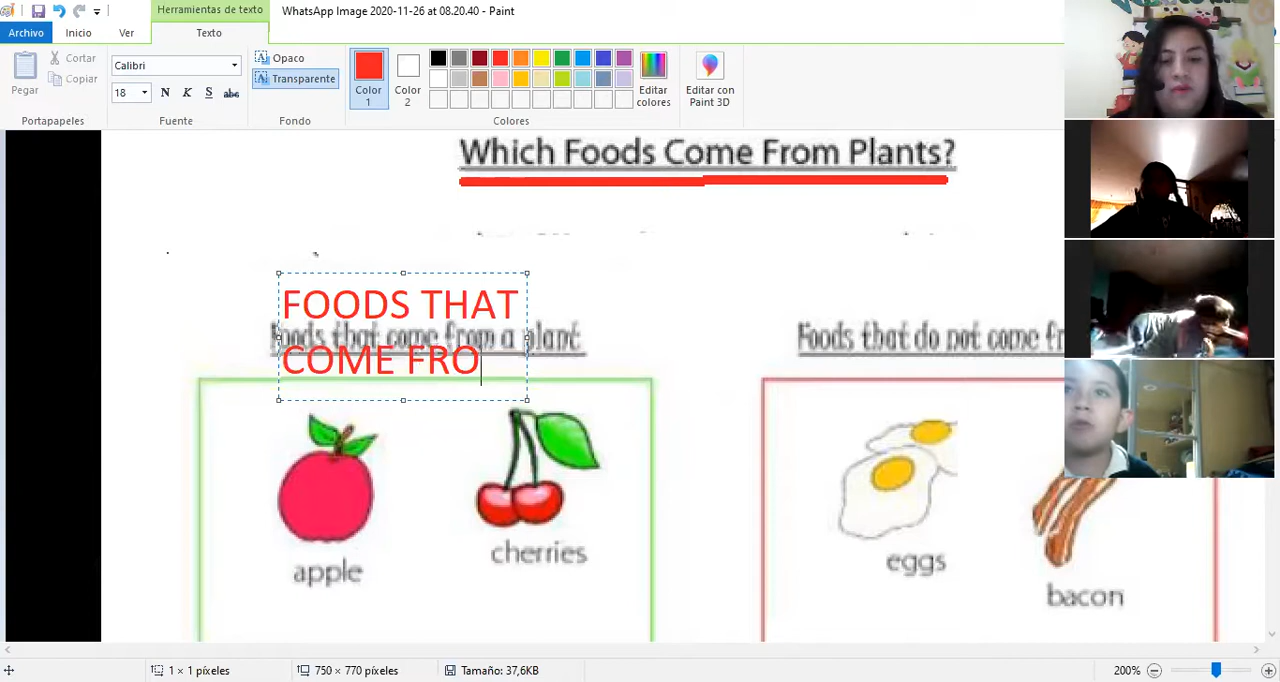 Herramientas de texto
WhatsApp Image 2020-11-26 at 08.20.40 - Paint
Archivo
Inicio
Ver
Texto
Pegar
Cortar
Copiar
Portapapeles
Calibri
18
N K S abc
Fuente
Opaco
Transparente
Fondo
Color 1
Color 2
Colores
Editar colores
Editar con Paint 3D
Which Foods Come From Plants?
FOODS THAT
Foods that come from a plant
COME FRO
Foods that do not come fr
apple
cherries
eggs
bacon
1 × 1 píxeles
750 × 770 píxeles
Tamaño: 37,6KB
200%